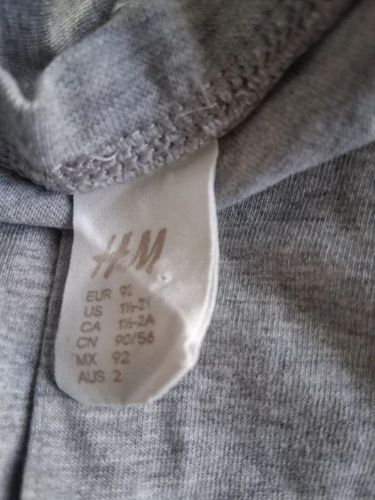 H&M
EUR 92
US 1½-2Y
CA 1½-2A
CN 90/56
MX 92
AUS 2